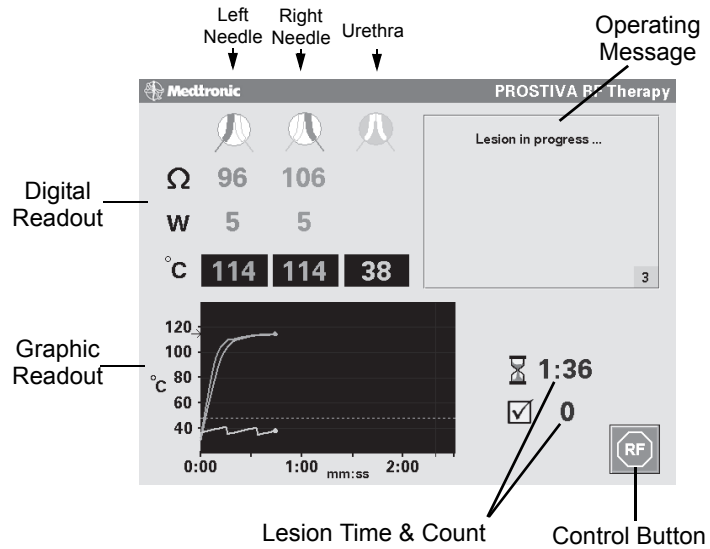 Left Needle
Right Needle
Urethra
Operating Message
Medtronic
PROSTIVA RF Therapy
Lesion in progress ...
Digital Readout
Ω 96 106
W 5 5
°C 114 114 38
3
Graphic Readout
°C
120
100
80
60
40
0:00 1:00 mm:ss 2:00
1:36
0
RF
Lesion Time & Count
Control Button